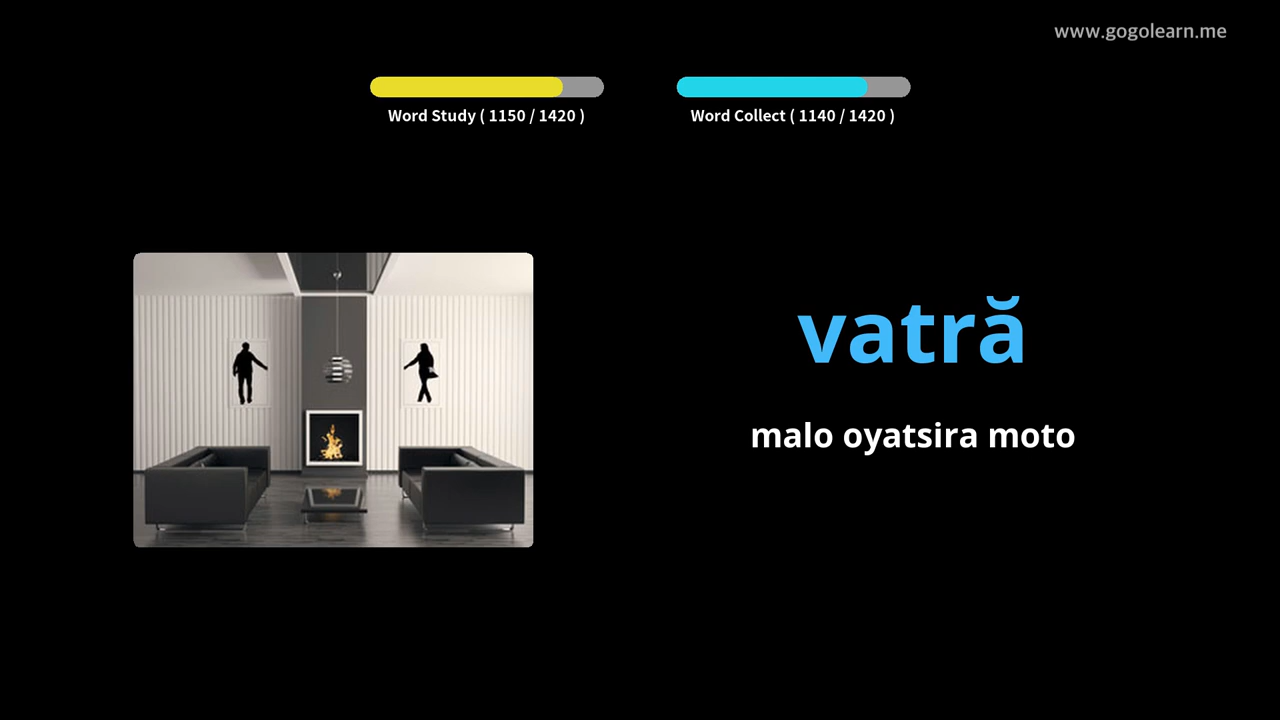 www.gogolearn.me
Word Study ( 1150 / 1420 )
Word Collect ( 1140 / 1420 )
vatră
malo oyatsira moto